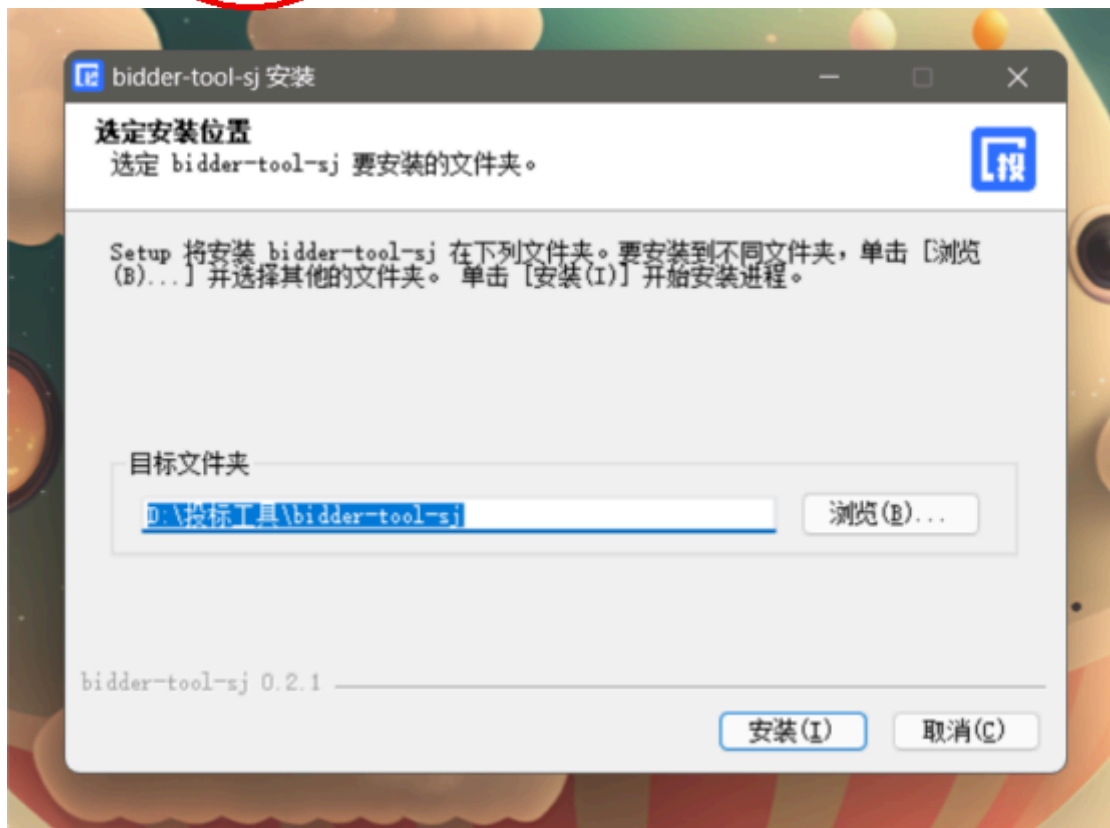 投 bidder-tool-sj 安装
选定安装位置
选定 bidder-tool-sj 要安装的文件夹。
投
Setup 将安装 bidder-tool-sj 在下列文件夹。要安装到不同文件夹，单击 [浏览
(B)...] 并选择其他的文件夹。 单击 [安装(I)] 开始安装进程。
目标文件夹
D:\投标工具\bidder-tool-sj
浏览(B)...
bidder-tool-sj 0.2.1
安装(I)
取消(C)